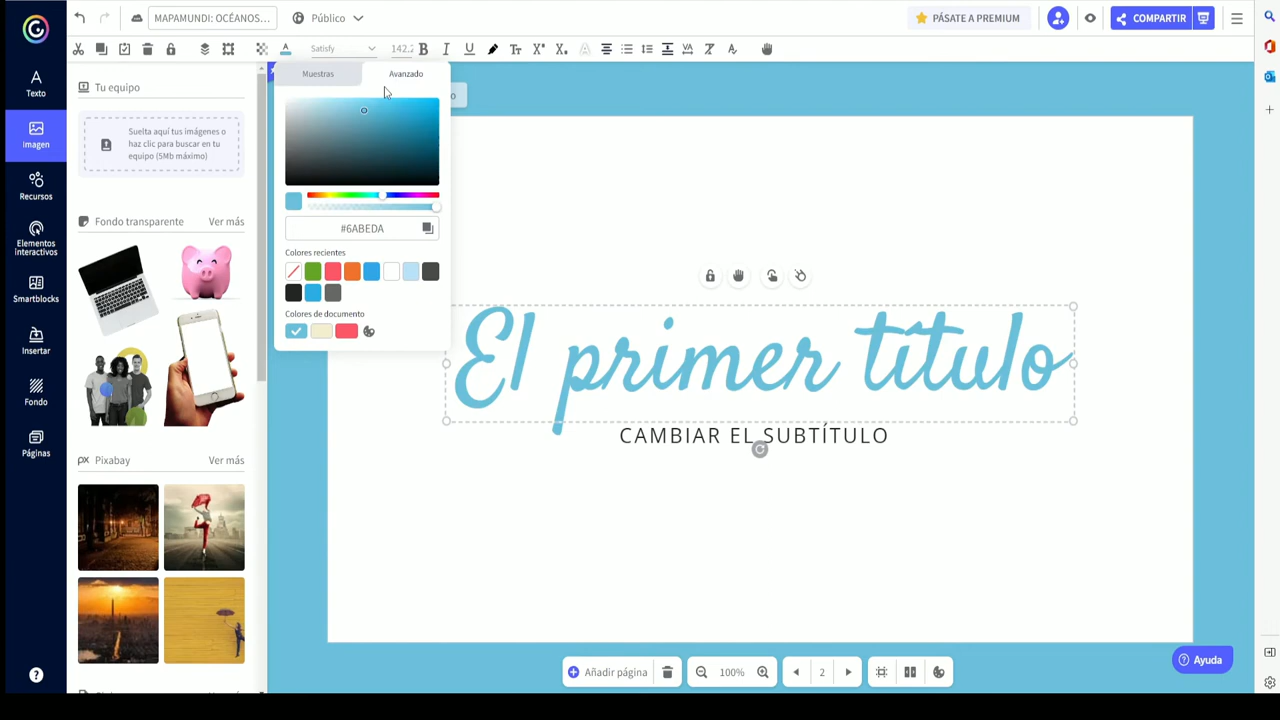 MAPAMUNDI: OCÉANOS...
Público
PÁSATE A PREMIUM
COMPARTIR
Satisfy
142,2
Texto
Imagen
Recursos
Elementos
interactivos
Smartblocks
Insertar
Fondo
Páginas
Tu equipo
Suelta aquí tus imágenes o
haz clic para buscar en tu
equipo (5Mb máximo)
Fondo transparente
Ver más
Pixabay
Ver más
Muestras
Avanzado
#6ABEDA
Colores recientes
Colores de documento
El primer título
CAMBIAR EL SUBTÍTULO
Añadir página
100%
2
Ayuda